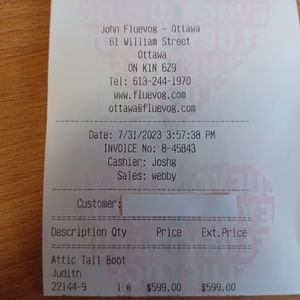 John Fluevog - Ottawa
61 William Street
Ottawa
ON K1N 6Z9
Tel: 613-244-1970
www.fluevog.com
ottawa@fluevog.com
Date: 7/31/2023 3:57:38 PM
INVOICE No: B-45843
Cashier: Joshg
Sales: webby
Customer:
Description Qty Price Ext.Price
Attic Tall Boot
Judith
22144-9 1 @ $599.00 $599.00